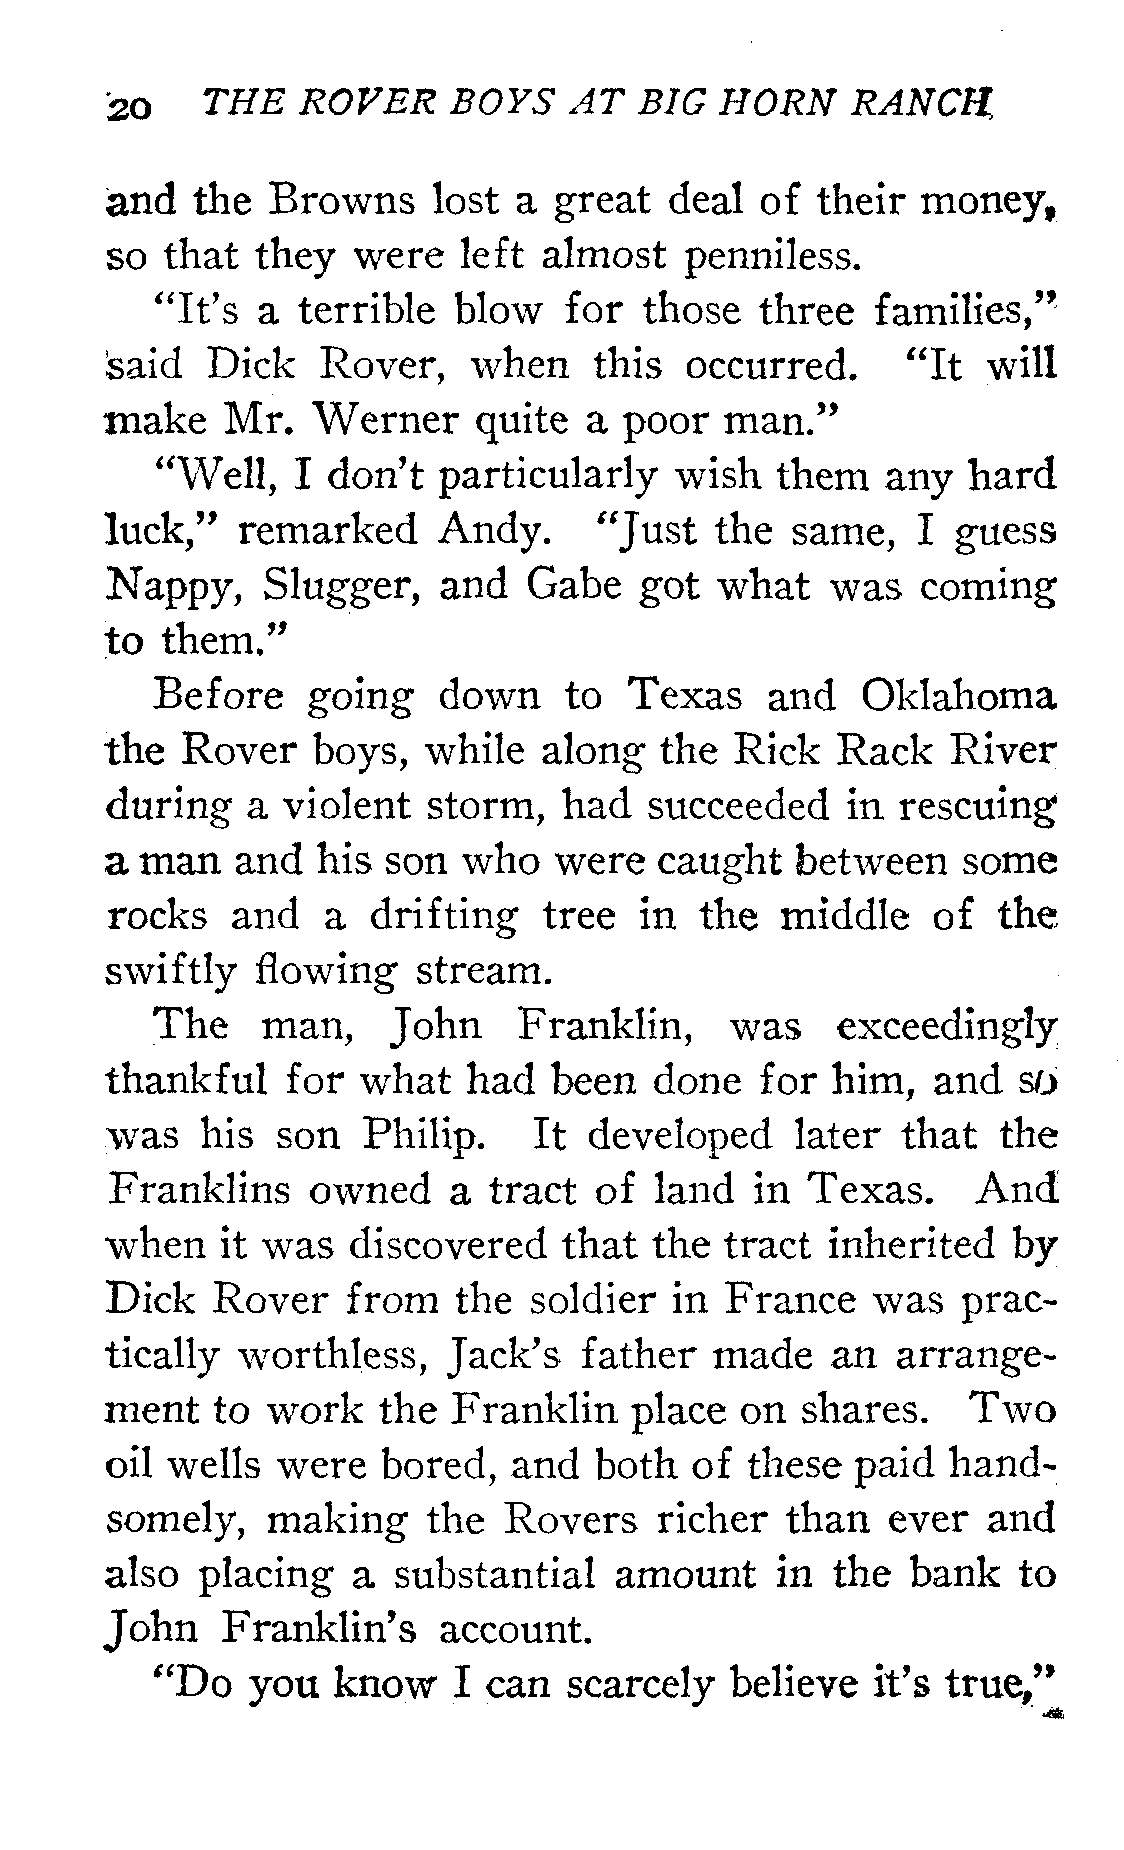 20 THE ROVER BOYS AT BIG HORN RANCH
and the Browns lost a great deal of their money,
so that they were left almost penniless.
"It's a terrible blow for those three families,"
said Dick Rover, when this occurred. "It will
make Mr. Werner quite a poor man."
"Well, I don't particularly wish them any hard
luck," remarked Andy. "Just the same, I guess
Nappy, Slugger, and Gabe got what was coming
to them."
Before going down to Texas and Oklahoma
the Rover boys, while along the Rick Rack River
during a violent storm, had succeeded in rescuing
a man and his son who were caught between some
rocks and a drifting tree in the middle of the
swiftly flowing stream.
The man, John Franklin, was exceedingly
thankful for what had been done for him, and so
was his son Philip. It developed later that the
Franklins owned a tract of land in Texas. And
when it was discovered that the tract inherited by
Dick Rover from the soldier in France was prac-
tically worthless, Jack's father made an arrange-
ment to work the Franklin place on shares. Two
oil wells were bored, and both of these paid hand-
somely, making the Rovers richer than ever and
also placing a substantial amount in the bank to
John Franklin's account.
"Do you know I can scarcely believe it's true,"